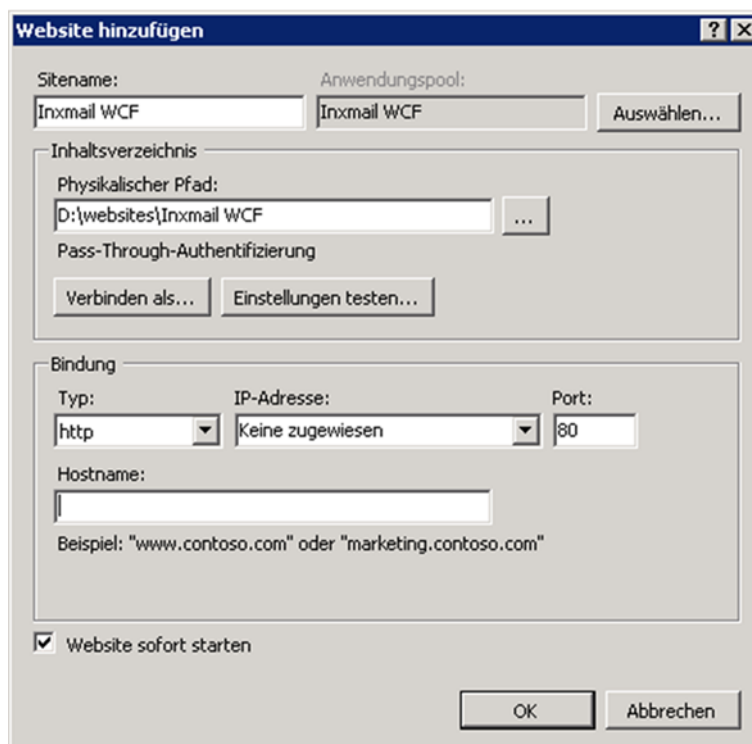 Website hinzufügen
Sitename:
Anwendungspool:
Inxmail WCF
Inxmail WCF
Auswählen...
Inhaltsverzeichnis
Physikalischer Pfad:
D:\websites\Inxmail WCF
...
Pass-Through-Authentifizierung
Verbinden als...
Einstellungen testen...
Bindung
Typ:
IP-Adresse:
Port:
http
Keine zugewiesen
80
Hostname:
Beispiel: "www.contoso.com" oder "marketing.contoso.com"
Website sofort starten
OK
Abbrechen